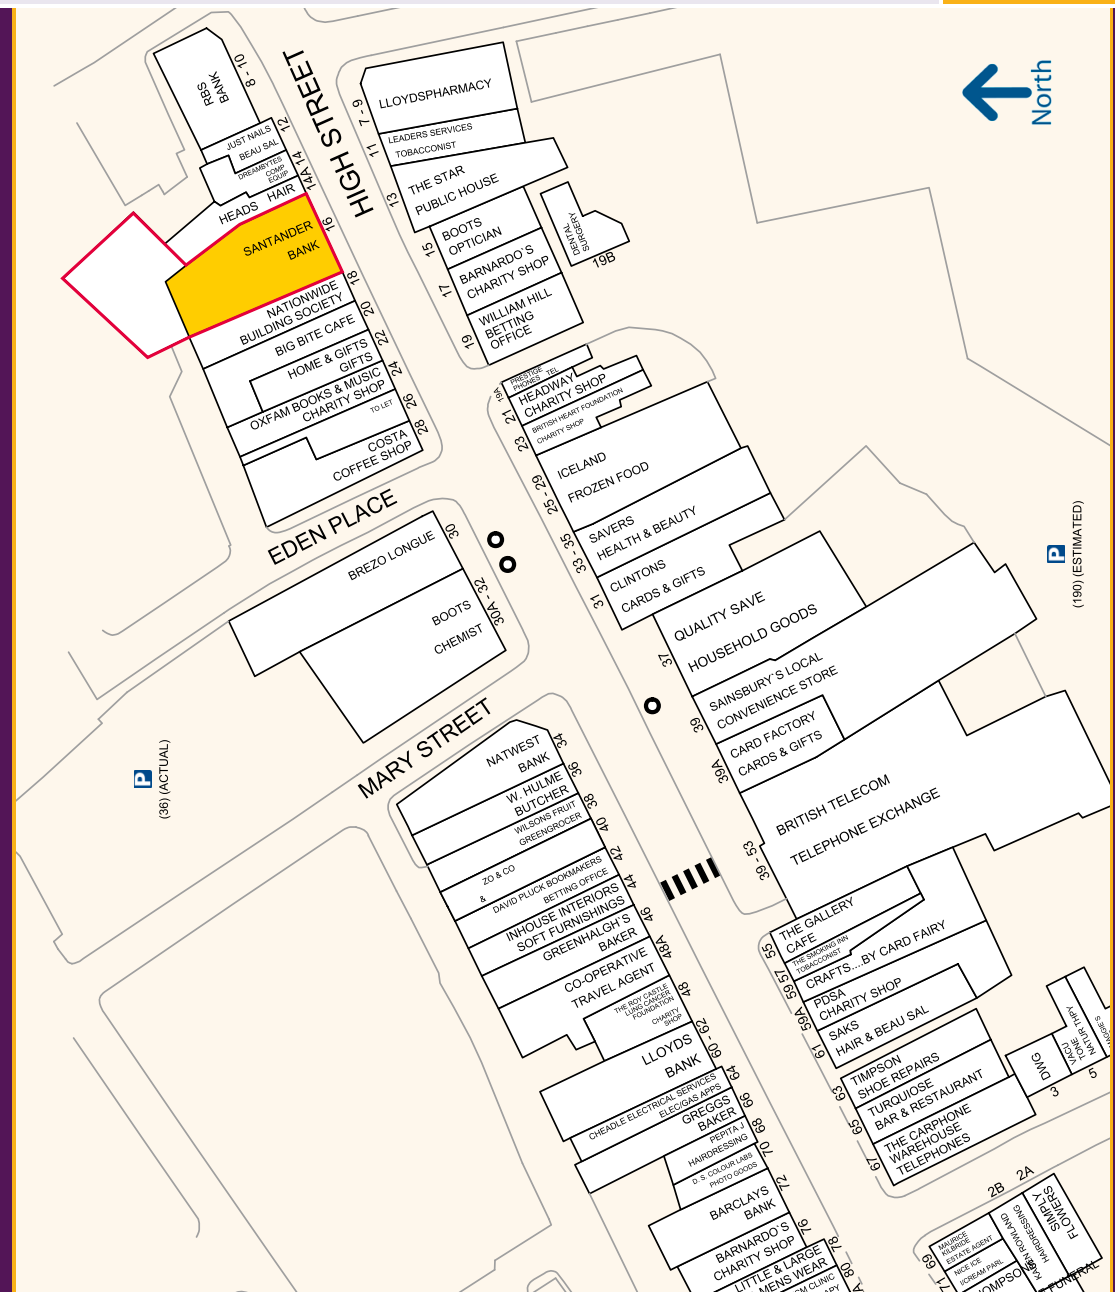 HIGH STREET
North
RBS
BANK
8 - 10
JUST NAILS
BEAU SAL
12
DREAMBYTES
COMP
EQUIP
14
14A
HEADS HAIR
SANTANDER
BANK
16
18
NATIONWIDE
BUILDING SOCIETY
20
BIG BITE CAFE
22
HOME & GIFTS
GIFTS
24
OXFAM BOOKS & MUSIC
CHARITY SHOP
26
TO LET
28
COSTA
COFFEE SHOP
LLOYDSPHARMACY
7 - 9
LEADERS SERVICES
TOBACCONIST
11
THE STAR
PUBLIC HOUSE
13
BOOTS
OPTICIAN
15
BARNARDO`S
CHARITY SHOP
17
WILLIAM HILL
BETTING
OFFICE
19
DENTAL
SURGERY
19B
PRESTIGE
PHONES TEL
19A
HEADWAY
CHARITY SHOP
21
BRITISH HEART FOUNDATION
CHARITY SHOP
23
ICELAND
FROZEN FOOD
25 - 29
SAVERS
HEALTH & BEAUTY
33 - 35
CLINTONS
CARDS & GIFTS
31
QUALITY SAVE
HOUSEHOLD GOODS
37
SAINSBURY`S LOCAL
CONVENIENCE STORE
39
CARD FACTORY
CARDS & GIFTS
39A
BRITISH TELECOM
TELEPHONE EXCHANGE
39 - 53
P
(190) (ESTIMATED)
EDEN PLACE
BREZO LONGUE
30
BOOTS
CHEMIST
30A - 32
MARY STREET
P
(36) (ACTUAL)
NATWEST
BANK
34
W. HULME
BUTCHER
36
WILSONS FRUIT
GREENGROCER
38
40
ZO & CO
&
42
DAVID PLUCK BOOKMAKERS
BETTING OFFICE
44
INHOUSE INTERIORS
SOFT FURNISHINGS
46
GREENHALGH`S
BAKER
48A
CO-OPERATIVE
TRAVEL AGENT
48
THE ROY CASTLE
LUNG CANCER
FOUNDATION
CHARITY
SHOP
LLOYDS
BANK
60 - 62
CHEADLE ELECTRICAL SERVICES
ELEC/GAS APPS
64
GREGGS
BAKER
66
PEPITA J
HAIRDRESSING
68
D. S. COLOUR LABS
PHOTO GOODS
70
BARCLAYS
BANK
72
BARNARDO`S
CHARITY SHOP
76
LITTLE & LARGE
MENS WEAR
78
80
THE GALLERY
CAFE
55
THE SMOKING INN
TOBACCONIST
57
CRAFTS....BY CARD FAIRY
59
PDSA
CHARITY SHOP
59A
SAKS
HAIR & BEAU SAL
61
TIMPSON
SHOE REPAIRS
63
TURQUOISE
BAR & RESTAURANT
65
THE CARPHONE
WAREHOUSE
TELEPHONES
67
DWG
3
VACU
TONE
NATUR THPY
5
2B
2A
MAURICE
KILBRIDE
ESTATE AGENT
69
NICE ICE
I/CREAM PARL
71
KAREN ROWLAND
HAIRDRESSING
SIMPLY
FLOWERS
FUNERAL